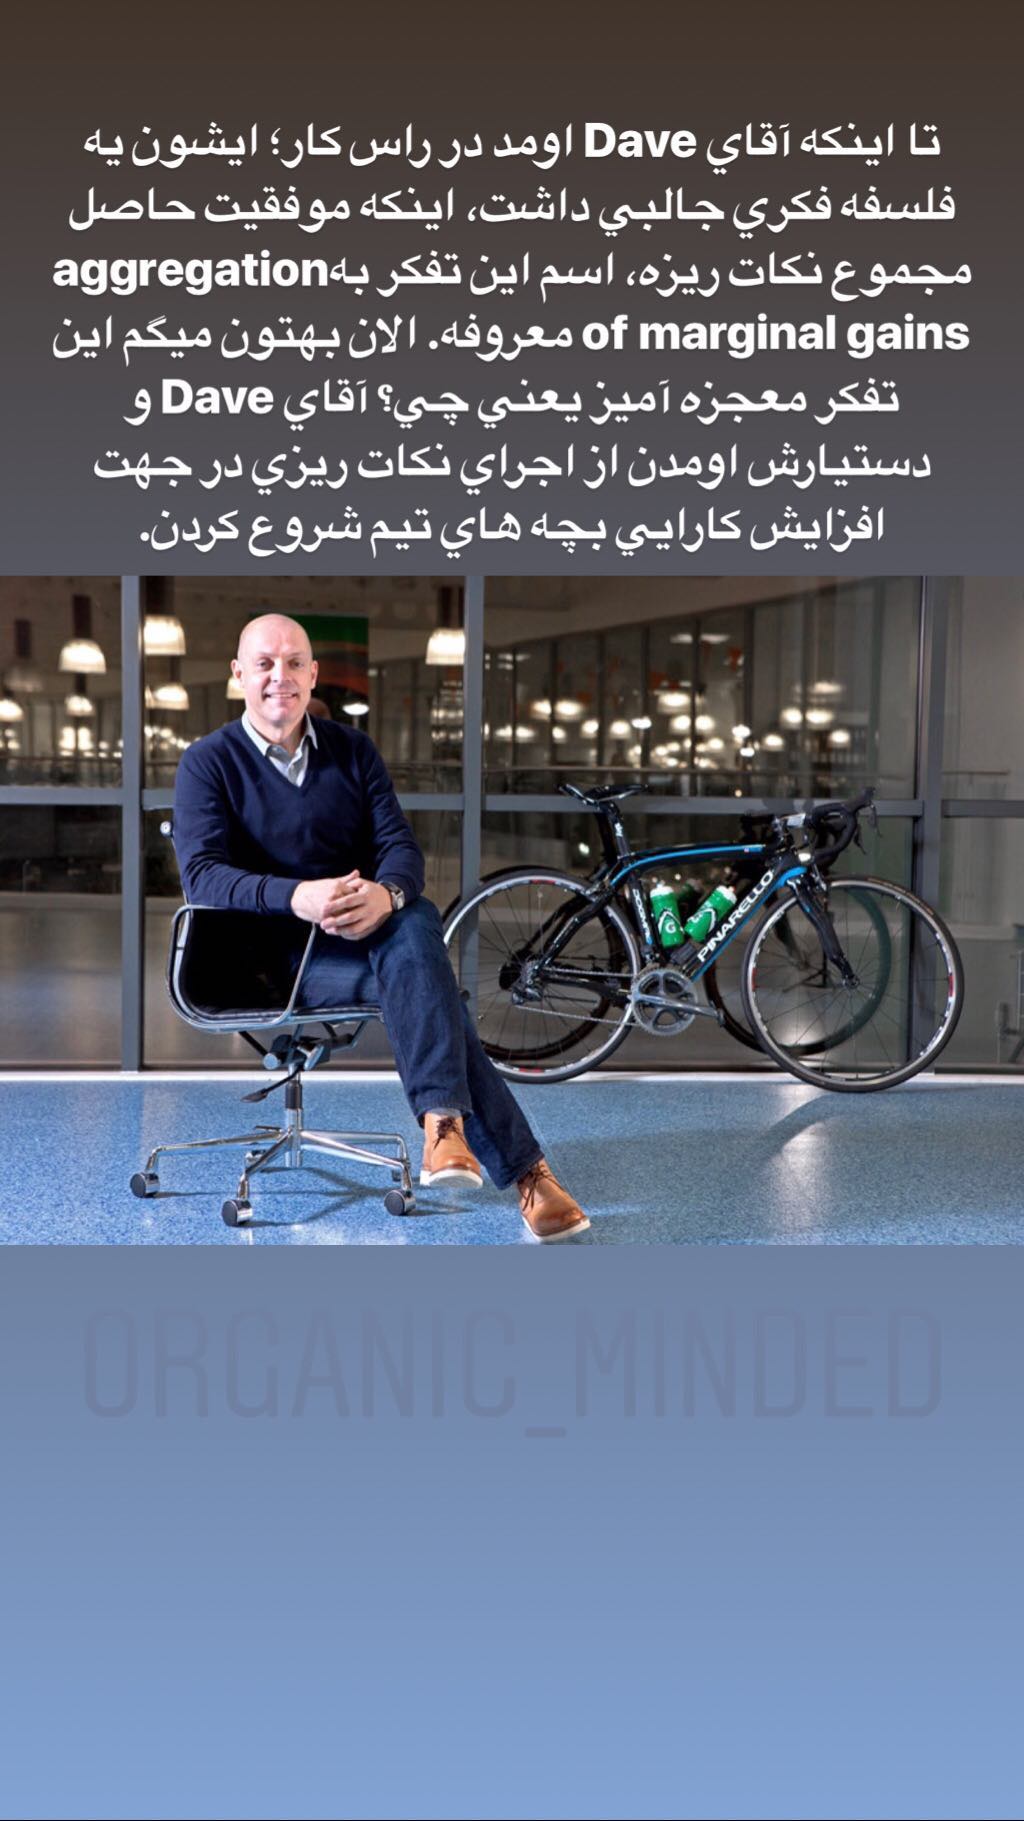 تا اینکه آقاي Dave اومد در راس کار؛ ایشون یه
فلسفه فکري جالبي داشت، اینکه موفقیت حاصل
مجموع نکات ریزه، اسم این تفکر بهaggregation
of marginal gains معروفه. الان بهتون میگم این
تفکر معجزه آمیز یعني چي؟ آقاي Dave و
دستیارش اومدن از اجراي نکات ریزي در جهت
افزایش کارایي بچه هاي تیم شروع کردن.
G
PINARELLO
ORGANIC_MINDED